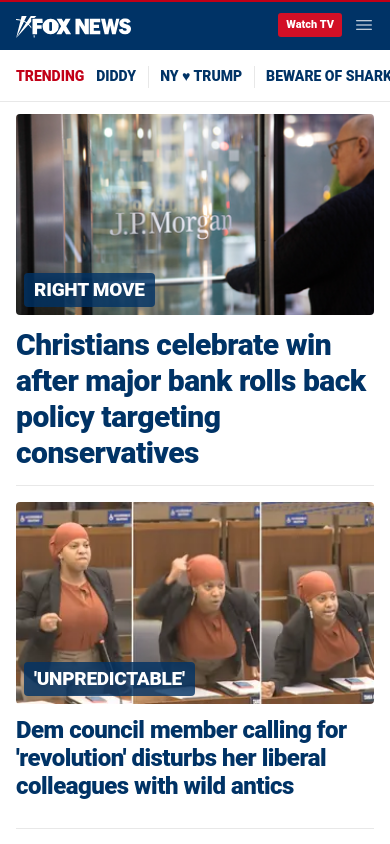 FOX NEWS
Watch TV
TRENDING DIDDY NY ♥ TRUMP BEWARE OF SHARK
J.P.Morgan
RIGHT MOVE
Christians celebrate win
after major bank rolls back
policy targeting
conservatives
'UNPREDICTABLE'
Dem council member calling for
'revolution' disturbs her liberal
colleagues with wild antics